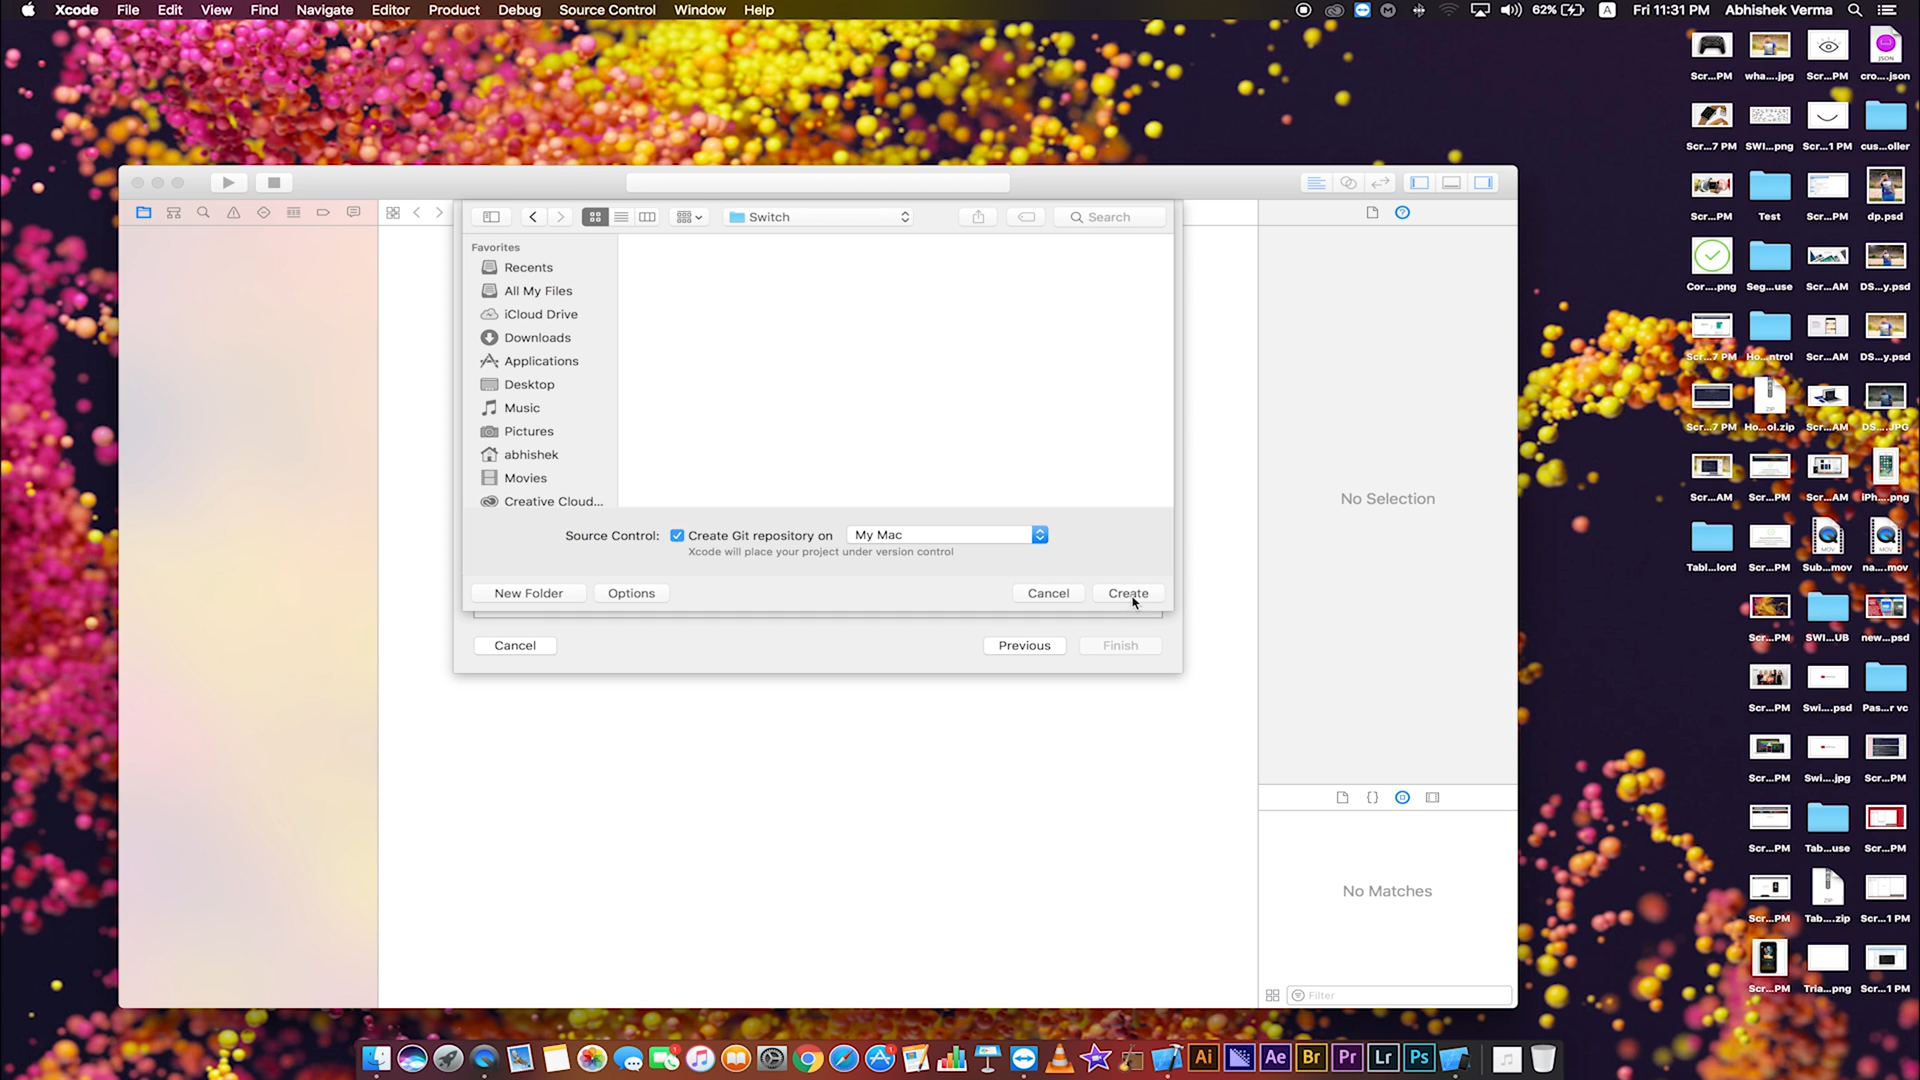 Xcode File Edit View Find Navigate Editor Product Debug Source Control Window Help
62% A Fri 11:31 PM Abhishek Verma
Scr...PM wha....jpg Scr...PM cro....json
JSON
Scr...7 PM SWI...png Scr...1 PM cus...oller
Scr...PM Test Scr...PM dp.psd
Cor....png Seg...use Scr...AM DS...y.psd
Scr...7 PM Ho...ntrol Scr...AM DS...y.psd
ZIP
Scr...7 PM Ho...ol.zip Scr...AM DS....JPG
Scr...AM Scr...PM Scr...AM iPh....png
MOV MOV
Tabl...lord Scr...PM Sub...mov na....mov
Scr...PM SWI...UB new...psd
Scr...PM Swi....psd Pas...r vc
Scr...PM Swi....jpg Scr...PM
Scr...PM Tab...use Scr...PM
ZIP
Scr...PM Tab....zip Scr...1 PM
Scr...PM Tria...png Scr...1 PM
Switch
Search
Favorites
Recents
All My Files
iCloud Drive
Downloads
Applications
Desktop
Music
Pictures
abhishek
Movies
Creative Cloud...
Source Control: Create Git repository on My Mac
Xcode will place your project under version control
New Folder Options Cancel Create
Cancel Previous Finish
No Selection
{}
No Matches
Filter
Ai Ae Br Pr Lr Ps